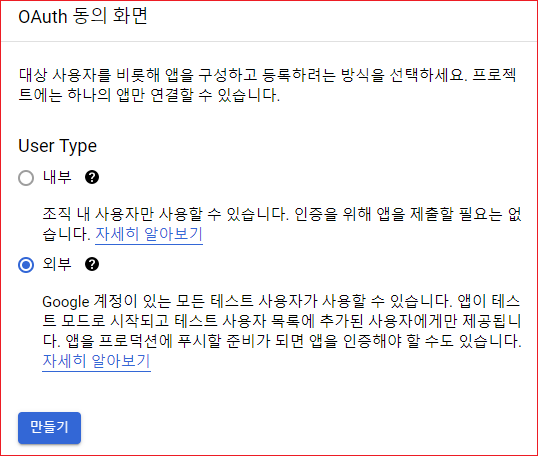 OAuth 동의 화면
대상 사용자를 비롯해 앱을 구성하고 등록하려는 방식을 선택하세요. 프로젝
트에는 하나의 앱만 연결할 수 있습니다.
User Type
내부 ?
조직 내 사용자만 사용할 수 있습니다. 인증을 위해 앱을 제출할 필요는 없
습니다. 자세히 알아보기
외부 ?
Google 계정이 있는 모든 테스트 사용자가 사용할 수 있습니다. 앱이 테스
트 모드로 시작되고 테스트 사용자 목록에 추가된 사용자에게만 제공됩니
다. 앱을 프로덕션에 푸시할 준비가 되면 앱을 인증해야 할 수도 있습니다.
자세히 알아보기
만들기